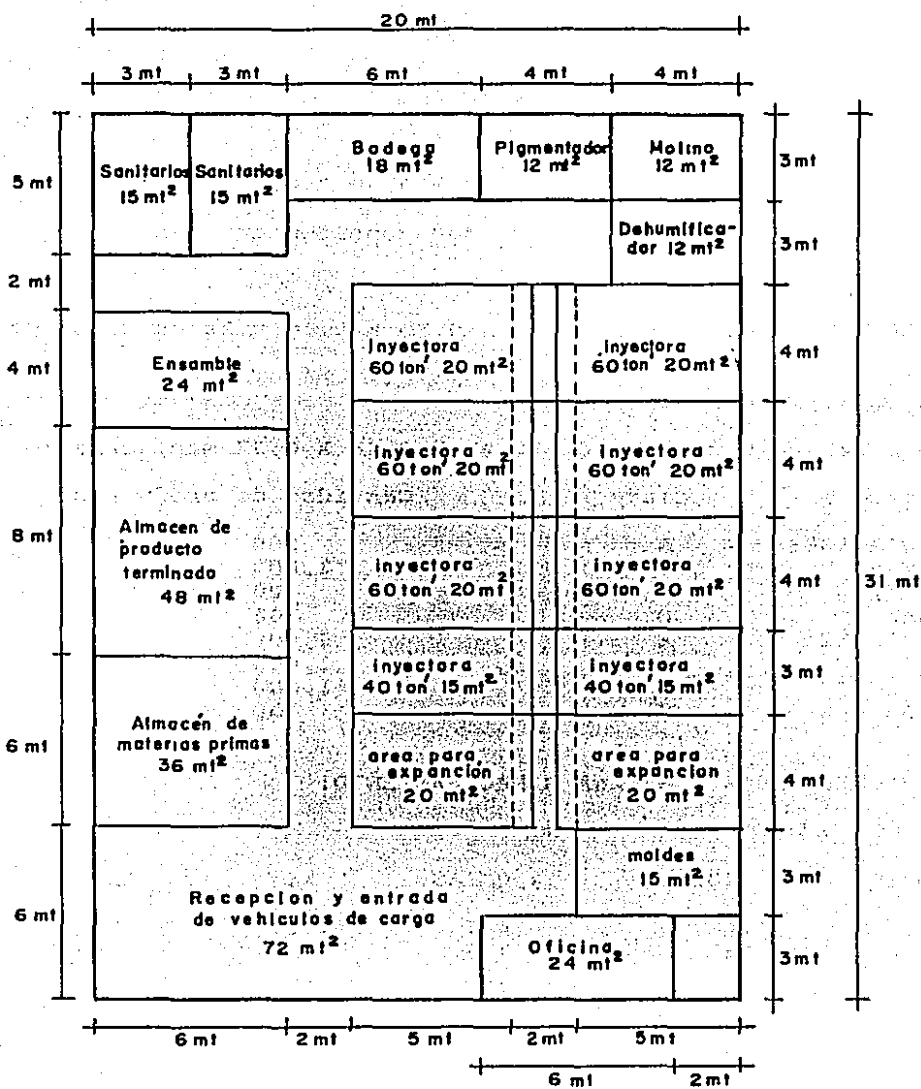 20 mt
3 mt 3 mt 6 mt 4 mt 4 mt
5 mt
2 mt
4 mt
8 mt
6 mt
6 mt
Sanitarios
15 mt²
Sanitarios
15 mt²
Bodega
18 mt²
Pigmentador
12 mt²
Molino
12 mt²
Dehumifica-
dor 12 mt²
Ensamble
24 mt²
Almacen de
producto
terminado
48 mt²
Almacén de
materias primas
36 mt²
inyectora
60 ton' 20 mt²
inyectora
60 ton' 20 mt²
inyectora
60 ton' 20 mt²
inyectora
60 ton' 20 mt²
inyectora
60 ton' 20 mt²
inyectora
60 ton' 20 mt²
inyectora
40 ton' 15 mt²
inyectora
40 ton' 15 mt²
area para
expanción
20 mt²
area para
expancion
20 mt²
moldes
15 mt²
Recepcion y entrada
de vehiculos de carga
72 mt²
Oficina
24 mt²
3 mt
3 mt
4 mt
4 mt
4 mt
3 mt
4 mt
3 mt
3 mt
31 mt
6 mt 2 mt 5 mt 2 mt 5 mt
6 mt 2 mt